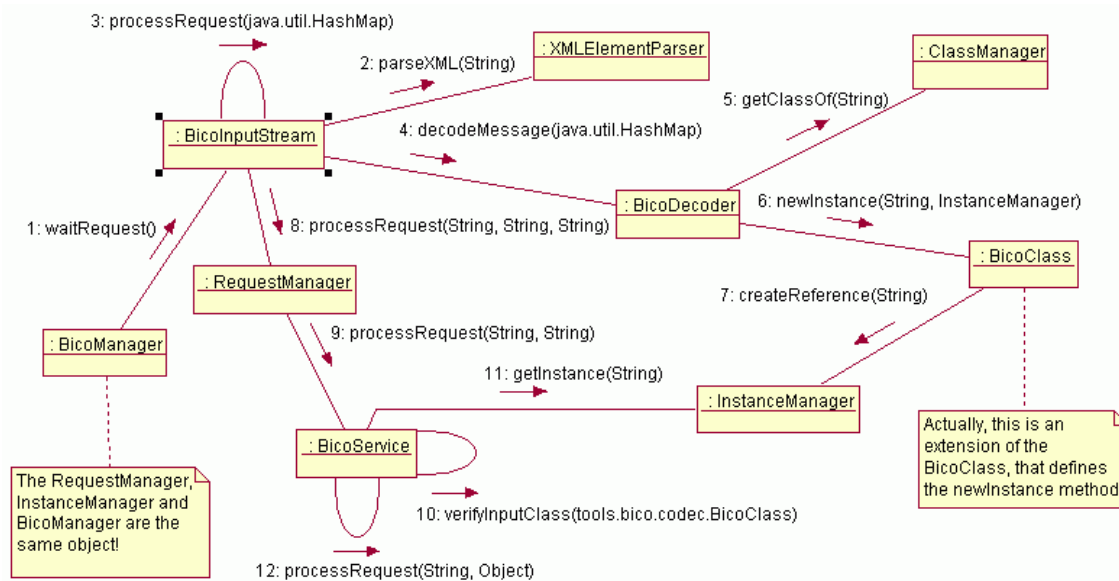 3: processRequest(java.util.HashMap)
: XMLElementParser
: ClassManager
2: parseXML(String)
5: getClassOf(String)
: BicoInputStream
4: decodeMessage(java.util.HashMap)
: BicoDecoder
6: newInstance(String, InstanceManager)
1: waitRequest()
8: processRequest(String, String, String)
: BicoClass
: RequestManager
7: createReference(String)
9: processRequest(String, String)
: BicoManager
11: getInstance(String)
: InstanceManager
Actually, this is an
extension of the
BicoClass, that defines
the newInstance method
: BicoService
The RequestManager,
InstanceManager and
BicoManager are the
same object!
10: verifyInputClass(tools.bico.codec.BicoClass)
12: processRequest(String, Object)